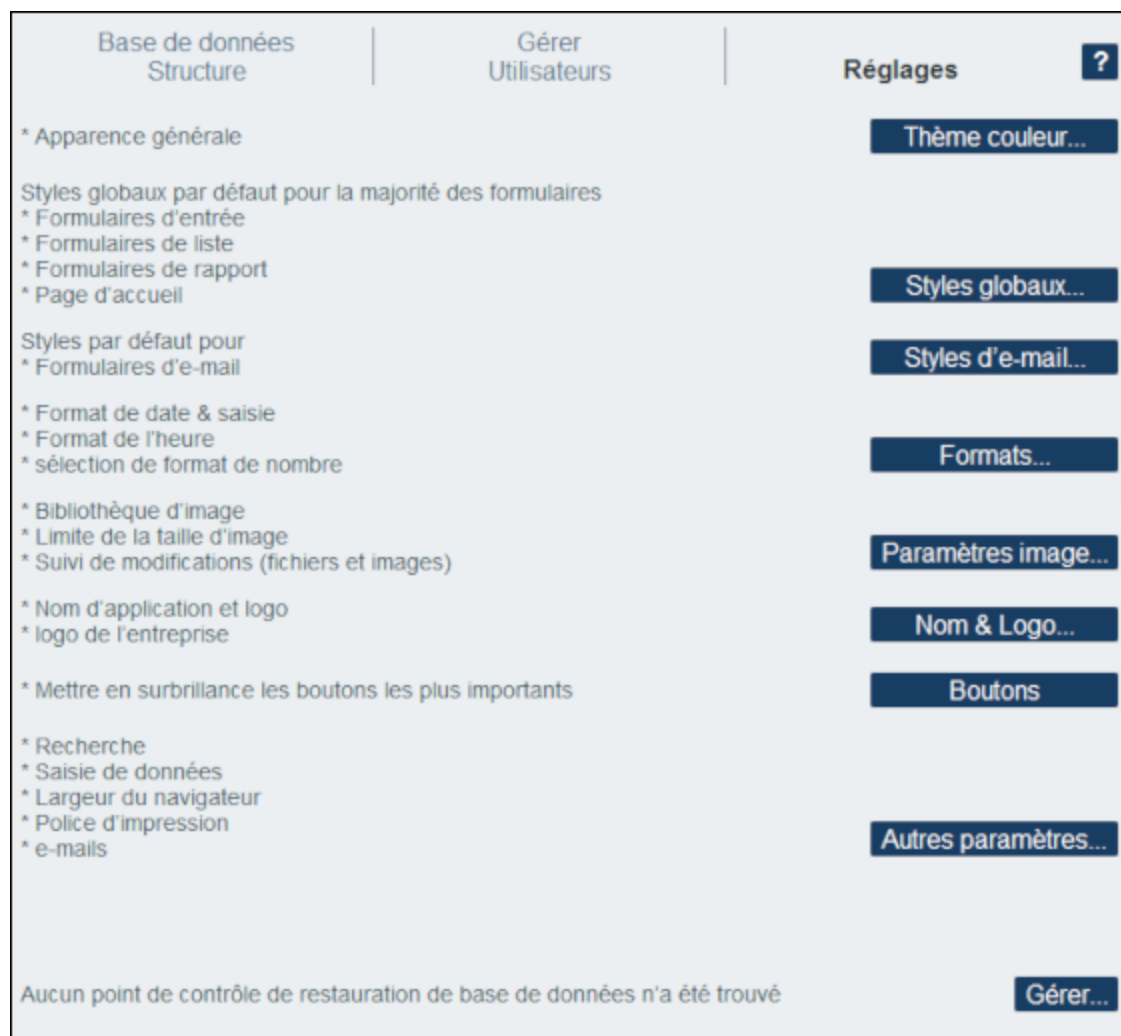 Base de données
Structure
Gérer
Utilisateurs
Réglages
?
* Apparence générale
Thème couleur...
Styles globaux par défaut pour la majorité des formulaires
* Formulaires d'entrée
* Formulaires de liste
* Formulaires de rapport
* Page d'accueil
Styles globaux...
Styles par défaut pour
* Formulaires d'e-mail
Styles d'e-mail...
* Format de date & saisie
* Format de l'heure
* sélection de format de nombre
Formats...
* Bibliothèque d'image
* Limite de la taille d'image
* Suivi de modifications (fichiers et images)
Paramètres image...
* Nom d'application et logo
* logo de l'entreprise
Nom & Logo...
* Mettre en surbrillance les boutons les plus importants
Boutons
* Recherche
* Saisie de données
* Largeur du navigateur
* Police d'impression
* e-mails
Autres paramètres...
Aucun point de contrôle de restauration de base de données n'a été trouvé
Gérer...